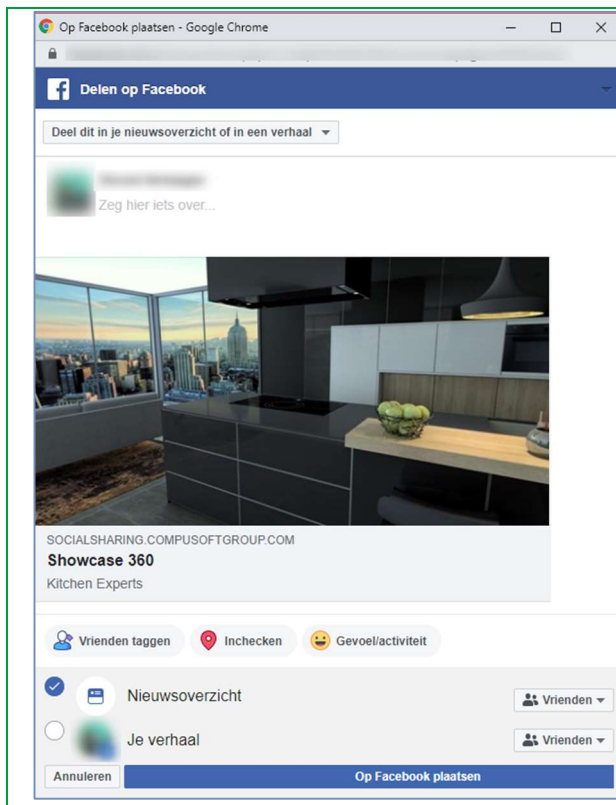 Op Facebook plaatsen - Google Chrome
Delen op Facebook
Deel dit in je nieuwsoverzicht of in een verhaal
Zeg hier iets over...
SOCIALSHARING.COMPUSOFTGROUP.COM
Showcase 360
Kitchen Experts
Vrienden taggen Inchecken Gevoel/activiteit
Nieuwsoverzicht Vrienden
Je verhaal Vrienden
Annuleren Op Facebook plaatsen